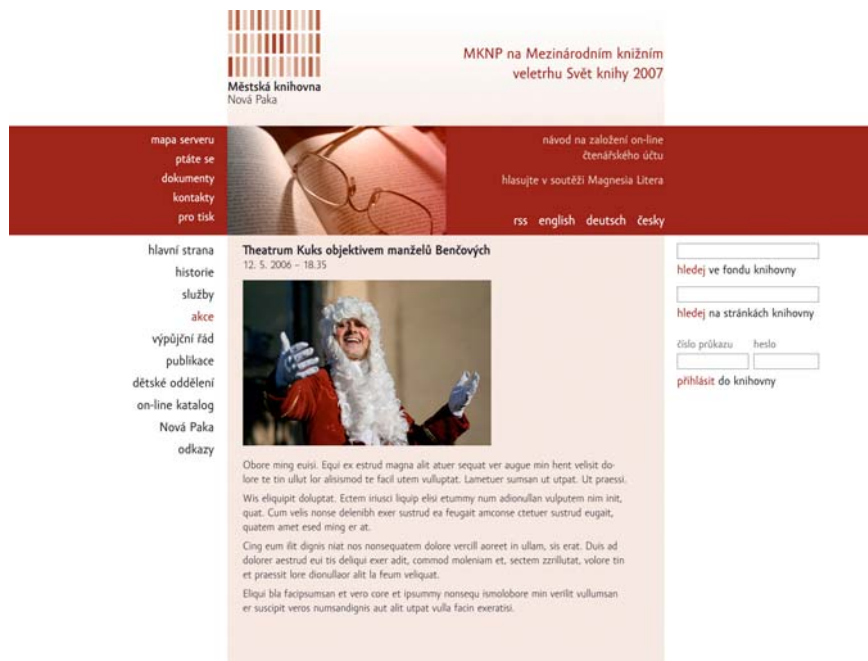 Městská knihovna
Nová Paka
MKNP na Mezinárodním knižním
veletrhu Svět knihy 2007
mapa serveru
ptáte se
dokumenty
kontakty
pro tisk
návod na založení on-line
čtenářského účtu
hlasujte v soutěži Magnesia Litera
rss english deutsch česky
hlavní strana
historie
služby
akce
výpůjční řád
publikace
dětské oddělení
on-line katalog
Nová Paka
odkazy
Theatrum Kuks objektivem manželů Benčových
12. 5. 2006 – 18.35
Obore ming euisi. Equi ex estrud magna alit atuer sequat ver augue min hent velisit do-
lore te tin ullut lor alisismod te facil utem vulluptat. Lametuer sumsan ut utpat. Ut praessi.
Wis eliquipit doluptat. Ectem iriusci liquip elisi etummy num adionullan vulputem nim init,
quat. Cum velis nonse delenibh exer sustrud ea feugait amconse ctetuer sustrud eugait,
quatem amet esed ming er at.
Cing eum ilit dignis niat nos nonsequatem dolore vercill aoreet in ullam, sis erat. Duis ad
dolorer aestrud eui tis deliqui exer adit, commod moleniam et, sectem zzrillutat, volore tin
et praessit lore dionullaor alit la feum veliquat.
Eliqui bla facipsumsan et vero core et ipsummy nonsequ ismolobore min verilit vullumsan
er suscipit veros numsandignis aut alit utpat vulla facin exeratisi.
hledej ve fondu knihovny
hledej na stránkách knihovny
číslo průkazu heslo
přihlásit do knihovny